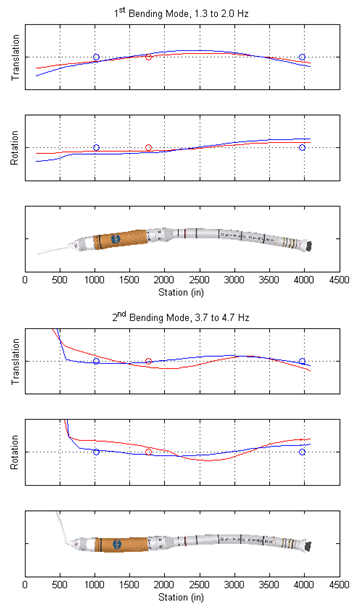 1st Bending Mode, 1.3 to 2.0 Hz
Translation
Rotation
0 500 1000 1500 2000 2500 3000 3500 4000 4500
Station (in)
2nd Bending Mode, 3.7 to 4.7 Hz
Translation
Rotation
0 500 1000 1500 2000 2500 3000 3500 4000 4500
Station (in)